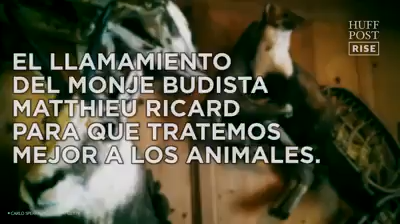 HUFF
POST
RISE
EL LLAMAMIENTO
DEL MONJE BUDISTA
MATTHIEU RICARD
PARA QUE TRATEMOS
MEJOR A LOS ANIMALES.